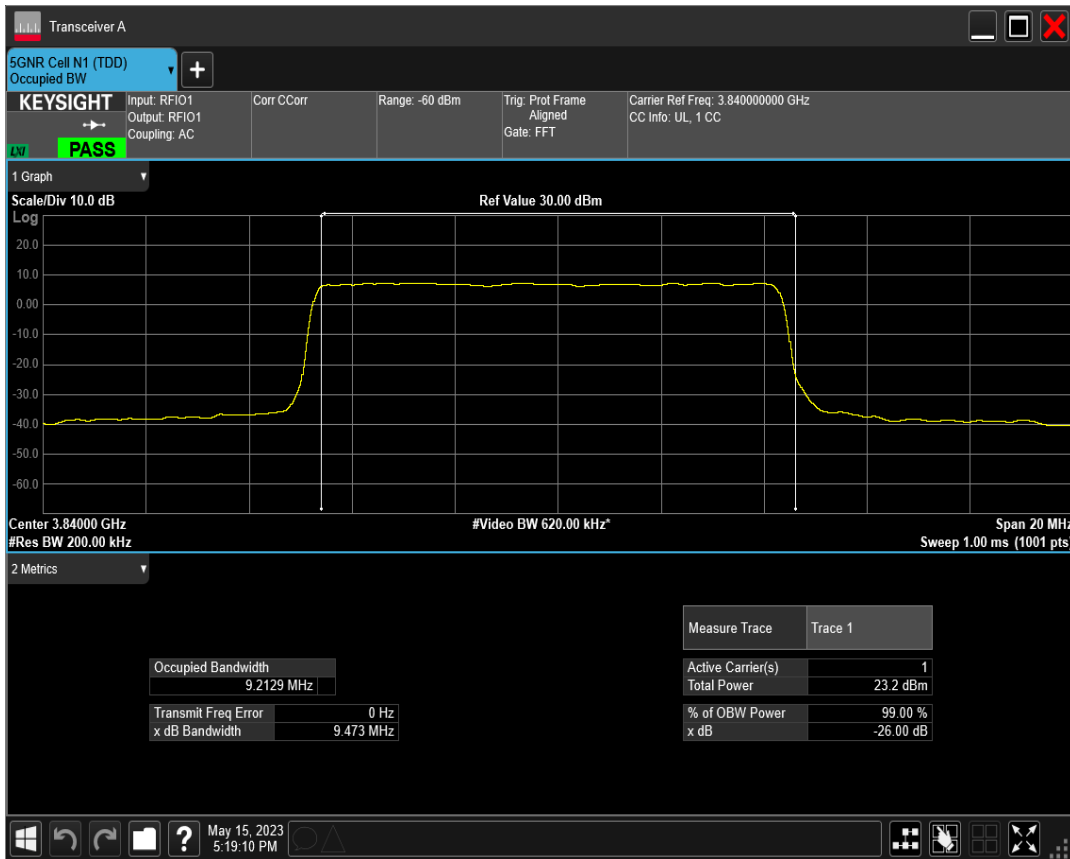 Transceiver A
5GNR Cell N1 (TDD)
Occupied BW
+
KEYSIGHT
LXI
PASS
Input: RFIO1
Output: RFIO1
Coupling: AC
Corr CCorr
Range: -60 dBm
Trig: Prot Frame
Aligned
Gate: FFT
Carrier Ref Freq: 3.840000000 GHz
CC Info: UL, 1 CC
1 Graph
Scale/Div 10.0 dB
Ref Value 30.00 dBm
Log
20.0
10.0
0.00
-10.0
-20.0
-30.0
-40.0
-50.0
-60.0
Center 3.84000 GHz
#Video BW 620.00 kHz*
Span 20 MHz
#Res BW 200.00 kHz
Sweep 1.00 ms (1001 pts)
2 Metrics
Measure Trace Trace 1
Occupied Bandwidth
9.2129 MHz
Active Carrier(s) 1
Total Power 23.2 dBm
Transmit Freq Error 0 Hz
x dB Bandwidth 9.473 MHz
% of OBW Power 99.00 %
x dB -26.00 dB
?
May 15, 2023
5:19:10 PM